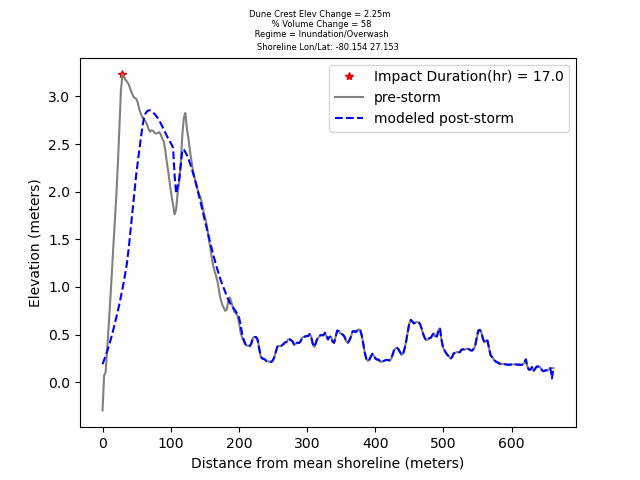 Dune Crest Elev Change = 2.25m
% Volume Change = 58
Regime = Inundation/Overwash
Shoreline Lon/Lat: -80.154 27.153
Impact Duration(hr) = 17.0
pre-storm
modeled post-storm
Elevation (meters)
3.0
2.5
2.0
1.5
1.0
0.5
0.0
0 100 200 300 400 500 600
Distance from mean shoreline (meters)